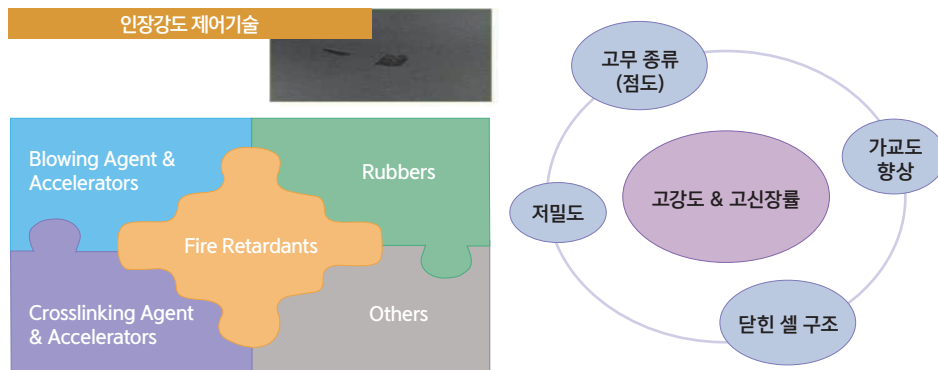 인장강도 제어기술
Blowing Agent &
Accelerators
Rubbers
Fire Retardants
Crosslinking Agent
& Accelerators
Others
고무 종류
(점도)
가교도
향상
고강도 & 고신장률
저밀도
닫힌 셀 구조